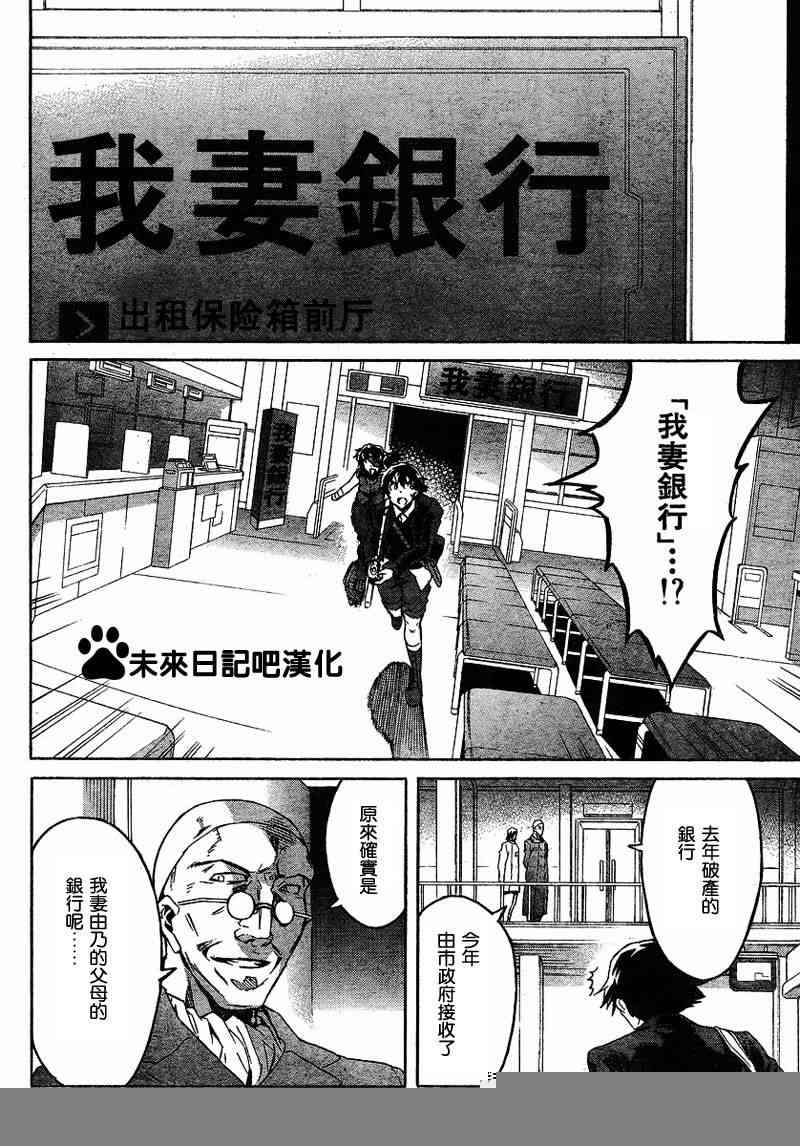 我妻銀行
出租保险箱前厅
我妻銀行
我妻銀行
「我妻銀行」…!?
未來日記吧漢化
去年破產的
銀行
今年
由市政府接收了
原來確實是
我妻由乃的父母的
銀行呢……